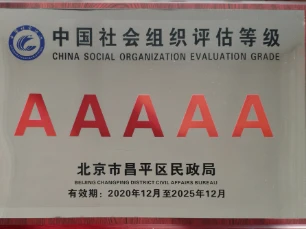 中国社会组织评估等级
CHINA SOCIAL ORGANIZATION EVALUATION GRADE
AAAAA
北京市昌平区民政局
BEIJING CHANGPING DISTRICT CIVIL AFFAIRS BUREAU
有效期：2020年12月至2025年12月